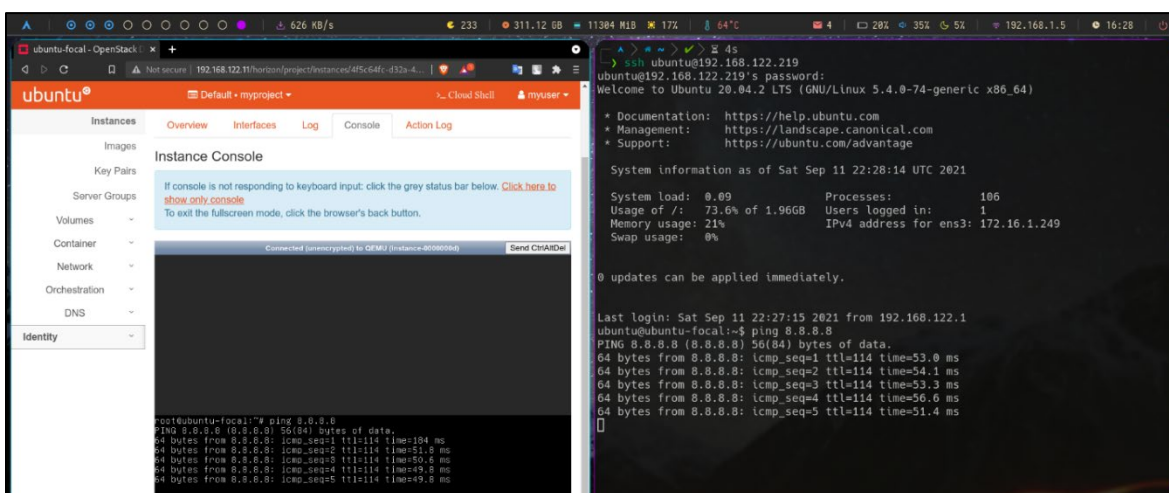 626 KB/s 233 311.12 GB 11304 MiB 17% 64°C 4 20% 35% 5% 192.168.1.5 16:28
ubuntu-focal - OpenStack
Not secure | 192.168.122.11/horizon/project/instances/4f5c64fc-d32a-4...
ubuntu
Default • myproject
>_ Cloud Shell
myuser
Instances
Images
Key Pairs
Server Groups
Volumes
Container
Network
Orchestration
DNS
Identity
Overview Interfaces Log Console Action Log
Instance Console
If console is not responding to keyboard input: click the grey status bar below. Click here to
show only console
To exit the fullscreen mode, click the browser's back button.
Connected (unencrypted) to QEMU (instance-0000000d)
Send CtrlAltDel
root@ubuntu-focal:~# ping 8.8.8.8
PING 8.8.8.8 (8.8.8.8) 56(84) bytes of data.
64 bytes from 8.8.8.8: icmp_seq=1 ttl=114 time=184 ms
64 bytes from 8.8.8.8: icmp_seq=2 ttl=114 time=51.8 ms
64 bytes from 8.8.8.8: icmp_seq=3 ttl=114 time=50.6 ms
64 bytes from 8.8.8.8: icmp_seq=4 ttl=114 time=49.8 ms
64 bytes from 8.8.8.8: icmp_seq=5 ttl=114 time=49.8 ms
4s
ssh ubuntu@192.168.122.219
ubuntu@192.168.122.219's password:
Welcome to Ubuntu 20.04.2 LTS (GNU/Linux 5.4.0-74-generic x86_64)
* Documentation: https://help.ubuntu.com
* Management: https://landscape.canonical.com
* Support: https://ubuntu.com/advantage
System information as of Sat Sep 11 22:28:14 UTC 2021
System load: 0.09 Processes: 106
Usage of /: 73.6% of 1.96GB Users logged in: 1
Memory usage: 21% IPv4 address for ens3: 172.16.1.249
Swap usage: 0%
0 updates can be applied immediately.
Last login: Sat Sep 11 22:27:15 2021 from 192.168.122.1
ubuntu@ubuntu-focal:~$ ping 8.8.8.8
PING 8.8.8.8 (8.8.8.8) 56(84) bytes of data.
64 bytes from 8.8.8.8: icmp_seq=1 ttl=114 time=53.0 ms
64 bytes from 8.8.8.8: icmp_seq=2 ttl=114 time=54.1 ms
64 bytes from 8.8.8.8: icmp_seq=3 ttl=114 time=53.3 ms
64 bytes from 8.8.8.8: icmp_seq=4 ttl=114 time=56.6 ms
64 bytes from 8.8.8.8: icmp_seq=5 ttl=114 time=51.4 ms